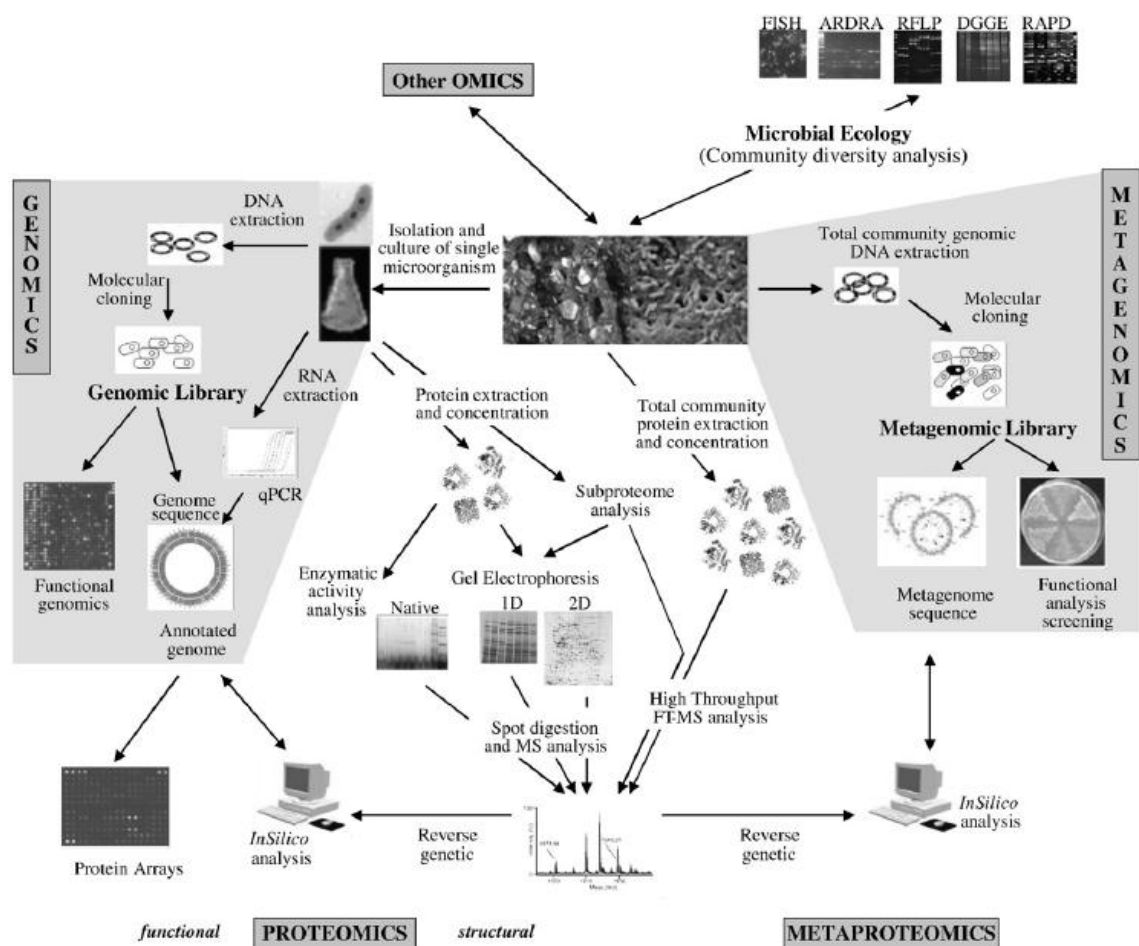 FISH ARDRA RFLP DGGE RAPD
Other OMICS
Microbial Ecology
(Community diversity analysis)
GENOMICS
METAGENOMICS
DNA
extraction
Isolation and
culture of single
microorganism
Total community genomic
DNA extraction
Molecular
cloning
Molecular
cloning
RNA
extraction
Genomic Library
Protein extraction
and concentration
Total community
protein extraction
and concentration
Metagenomic Library
qPCR
Genome
sequence
Subproteome
analysis
Functional
genomics
Enzymatic
activity
analysis
Gel Electrophoresis
Native
1D
2D
Metagenome
sequence
Functional
analysis
screening
Annotated
genome
High Throughput
FT-MS analysis
Spot digestion
and MS analysis
InSilico
analysis
Reverse
genetic
Reverse
genetic
InSilico
analysis
Protein Arrays
functional PROTEOMICS structural METAPROTEOMICS